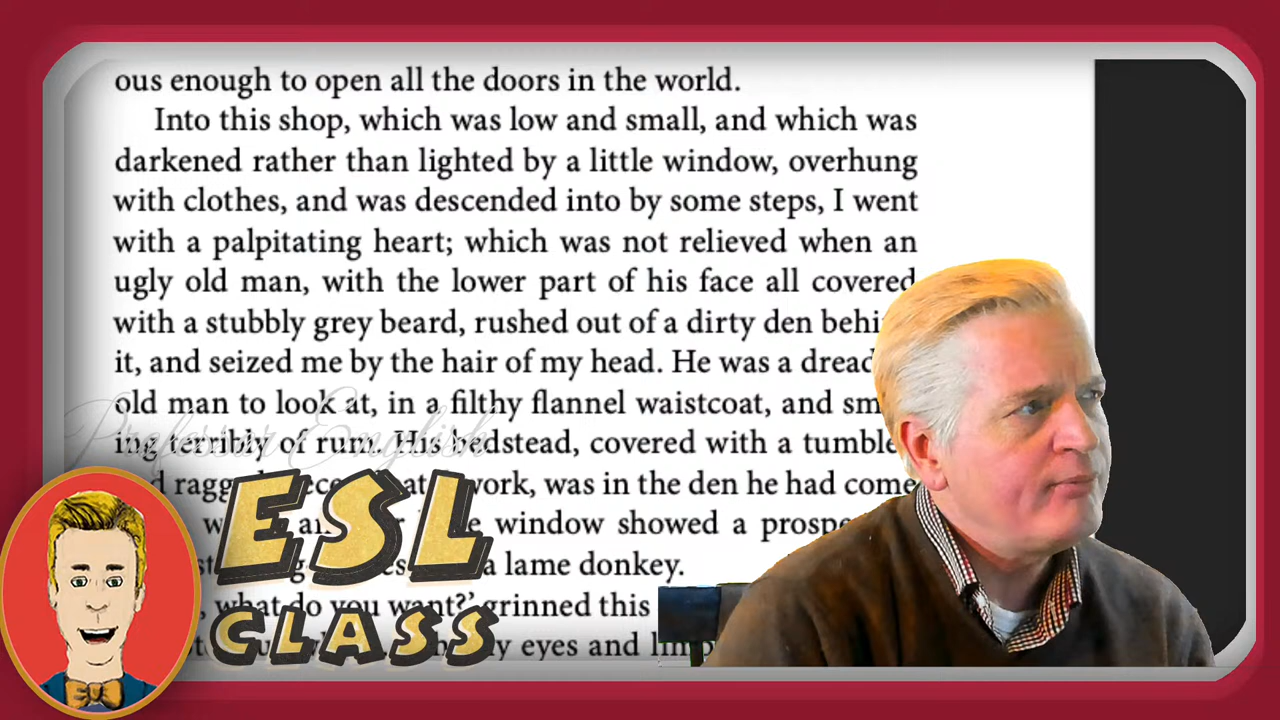 ous enough to open all the doors in the world.
Into this shop, which was low and small, and which was
darkened rather than lighted by a little window, overhung
with clothes, and was descended into by some steps, I went
with a palpitating heart; which was not relieved when an
ugly old man, with the lower part of his face all covered
with a stubbly grey beard, rushed out of a dirty den
it, and seized me by the hair of my head. He was a
old man to look at, in a filthy flannel waistcoat, and
ing terribly of rum. His bedstead, covered with a
work, was in the den he had come
window showed a
a lame donkey.
what do you want?' grinned this
eyes and
Professor English
ESL
CLASS